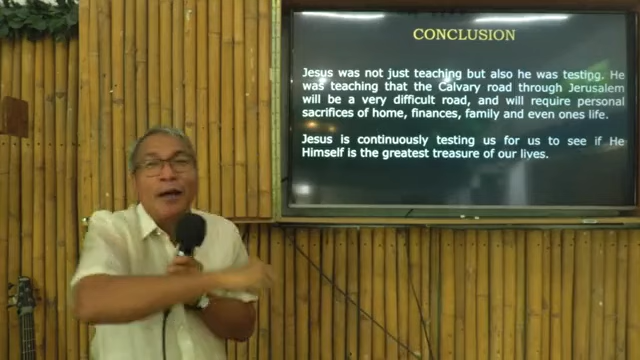 CONCLUSION
Jesus was not just teaching but also he was testing. He
was teaching that the Calvary road through Jerusalem
will be a very difficult road, and will require personal
sacrifices of home, finances, family and even ones life.
Jesus is continuously testing us for us to see if He
Himself is the greatest treasure of our lives.